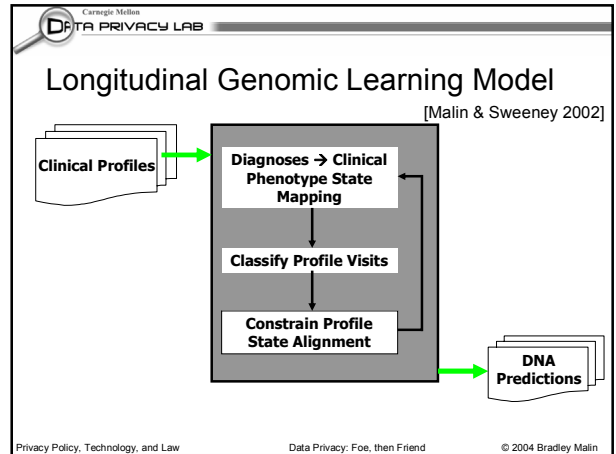 Carnegie Mellon
DATA PRIVACY LAB
Longitudinal Genomic Learning Model
[Malin & Sweeney 2002]
Clinical Profiles
Diagnoses → Clinical
Phenotype State
Mapping
Classify Profile Visits
Constrain Profile
State Alignment
DNA
Predictions
Privacy Policy, Technology, and Law
Data Privacy: Foe, then Friend
© 2004 Bradley Malin